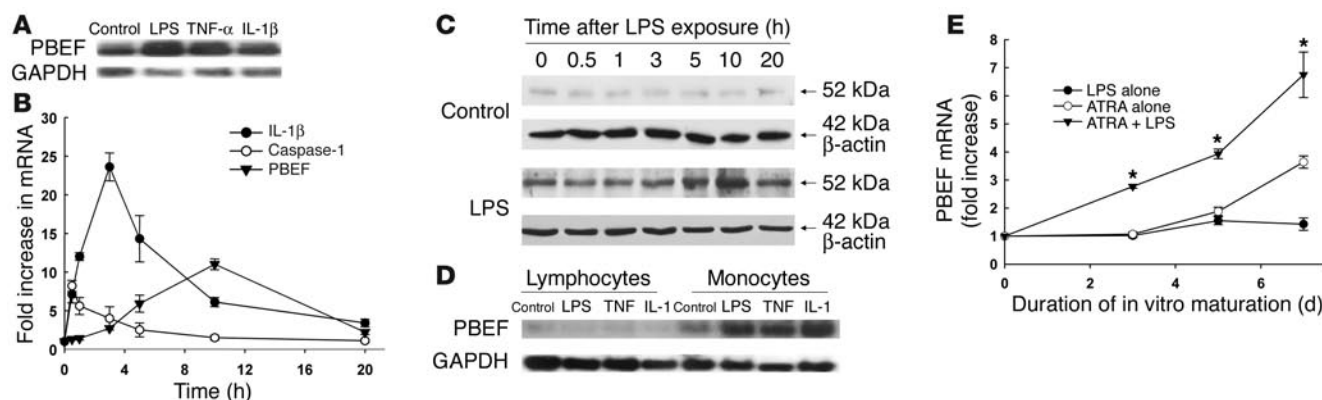 A
Control LPS TNF-α IL-1β
PBEF
GAPDH
B
Fold increase in mRNA
30
25
20
15
10
5
0
IL-1β
Caspase-1
PBEF
0 4 8 12 16 20
Time (h)
C
Time after LPS exposure (h)
0 0.5 1 3 5 10 20
Control
52 kDa
42 kDa
β-actin
LPS
52 kDa
42 kDa
β-actin
D
Lymphocytes Monocytes
Control LPS TNF IL-1 Control LPS TNF IL-1
PBEF
GAPDH
E
PBEF mRNA
(fold increase)
8
7
6
5
4
3
2
1
0
LPS alone
ATRA alone
ATRA + LPS
* * *
0 2 4 6
Duration of in vitro maturation (d)